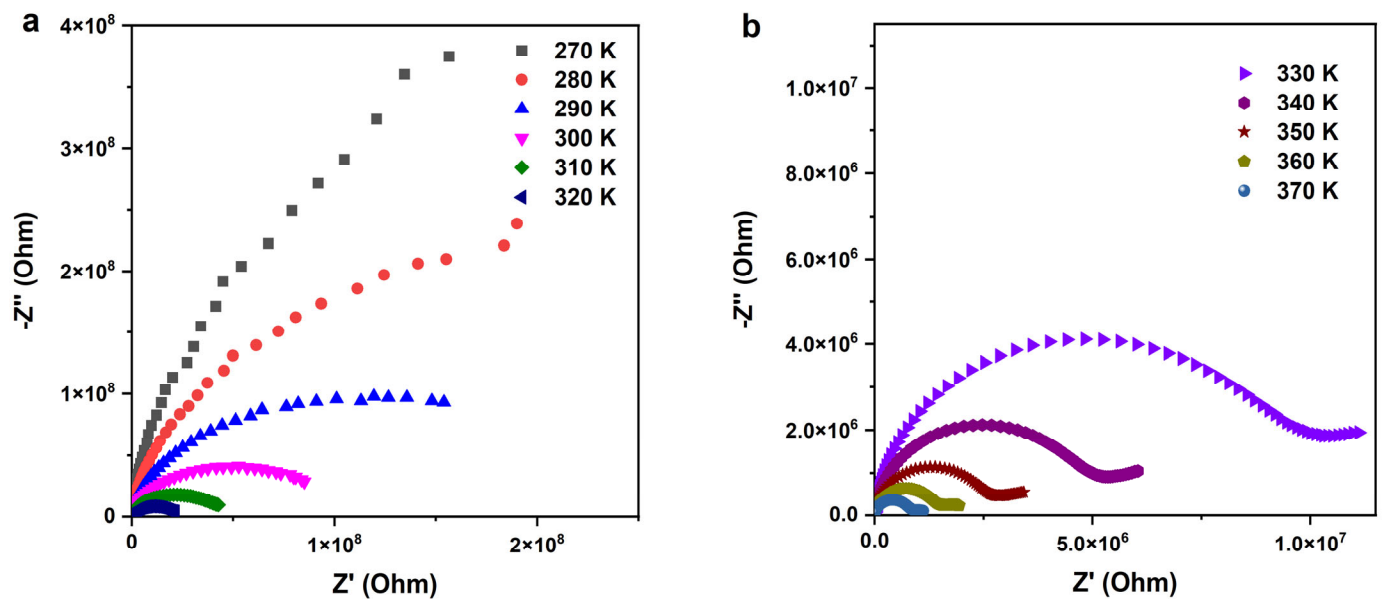 a
4×10⁸
3×10⁸
2×10⁸
1×10⁸
0
-Z'' (Ohm)
270 K
280 K
290 K
300 K
310 K
320 K
0
1×10⁸
2×10⁸
Z' (Ohm)
b
1.0×10⁷
8.0×10⁶
6.0×10⁶
4.0×10⁶
2.0×10⁶
0.0
-Z'' (Ohm)
330 K
340 K
350 K
360 K
370 K
0.0
5.0×10⁶
1.0×10⁷
Z' (Ohm)